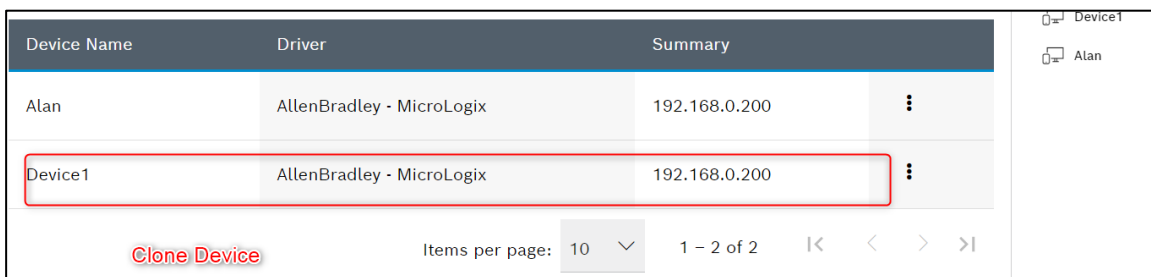 Device Name Driver Summary
Alan AllenBradley - MicroLogix 192.168.0.200
Device1 AllenBradley - MicroLogix 192.168.0.200
Clone Device
Items per page: 10 1 – 2 of 2
Device1
Alan